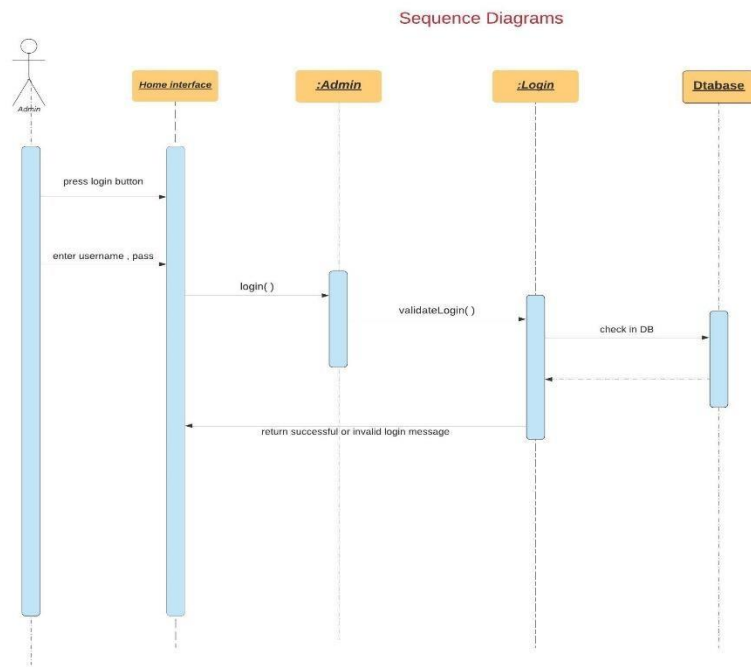 Sequence Diagrams
Admin
Home interface
:Admin
:Login
Dtabase
press login button
enter username , pass
login( )
validateLogin( )
check in DB
return successful or invalid login message